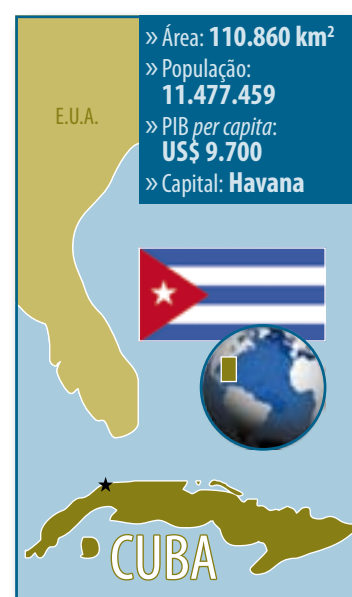 » Área: 110.860 km²
» População:
11.477.459
» PIB per capita:
US$ 9.700
» Capital: Havana
E.U.A.
CUBA